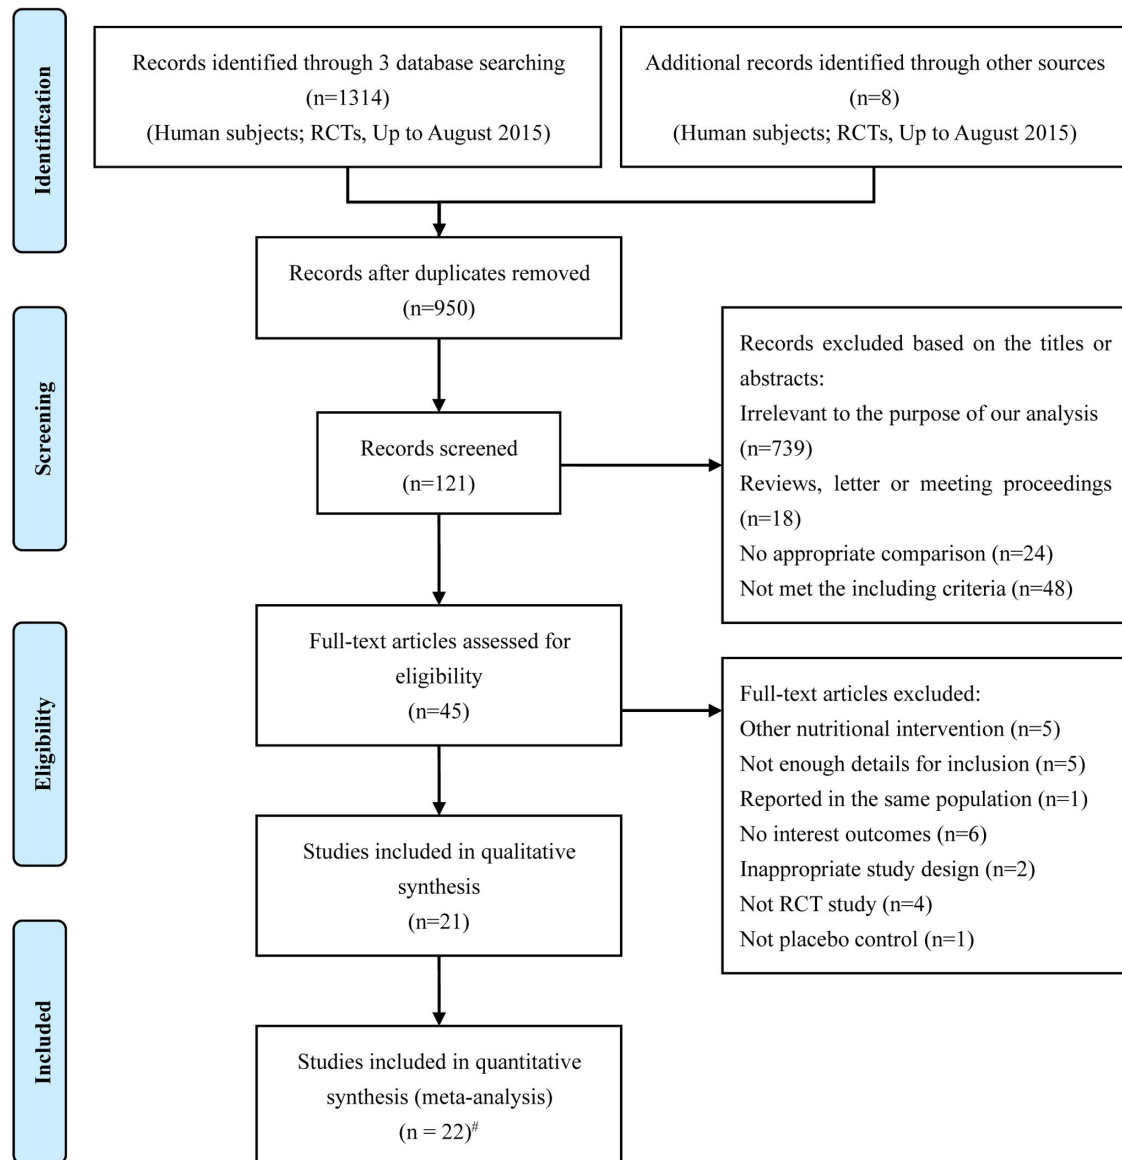 Identification
Records identified through 3 database searching
(n=1314)
(Human subjects; RCTs, Up to August 2015)
Additional records identified through other sources
(n=8)
(Human subjects; RCTs, Up to August 2015)
Records after duplicates removed
(n=950)
Screening
Records screened
(n=121)
Records excluded based on the titles or
abstracts:
Irrelevant to the purpose of our analysis
(n=739)
Reviews, letter or meeting proceedings
(n=18)
No appropriate comparison (n=24)
Not met the including criteria (n=48)
Eligibility
Full-text articles assessed for
eligibility
(n=45)
Full-text articles excluded:
Other nutritional intervention (n=5)
Not enough details for inclusion (n=5)
Reported in the same population (n=1)
No interest outcomes (n=6)
Inappropriate study design (n=2)
Not RCT study (n=4)
Not placebo control (n=1)
Studies included in qualitative
synthesis
(n=21)
Included
Studies included in quantitative
synthesis (meta-analysis)
(n = 22)#